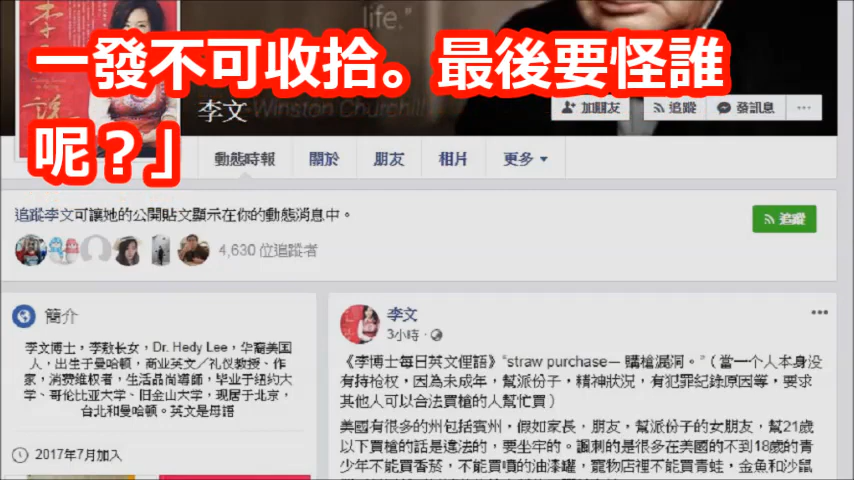 life."
一發不可收拾。最後要怪誰
呢？」
李文
Winston Churchill
加朋友
追蹤
發訊息
動態時報
關於
朋友
相片
更多
追蹤李文可讓她的公開貼文顯示在你的動態消息中。
追蹤
4,630 位追蹤者
簡介
李文博士，李敖长女，Dr. Hedy Lee，华裔美国
人，出生于曼哈顿，商业英文／礼仪教授、作
家，消费维权者，生活品尚導師，毕业于纽约大
学、哥伦比亚大学、旧金山大学，现居于北京，
台北和曼哈顿。英文是母語
2017年7月加入
李文
3小時
《李博士每日英文俚語》"straw purchase— 購槍漏洞。"（當一个人本身没
有持枪权，因為未成年，幫派份子，精神狀況，有犯罪纪錄原因等，要求
其他人可以合法買槍的人幫忙買）
美國有很多的州包括賓州，假如家長，朋友，幫派份子的女朋友，幫21歲
以下買槍的話是違法的，要坐牢的。諷刺的是很多在美國的不到18歲的青
少年不能買香菸，不能買噴的油漆罐，寵物店裡不能買青蛙，金魚和沙鼠